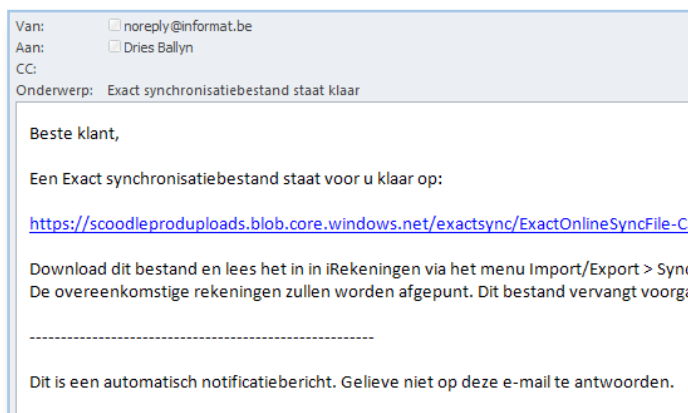 Van: noreply@informat.be
Aan: Dries Ballyn
CC:
Onderwerp: Exact synchronisatiebestand staat klaar
Beste klant,
Een Exact synchronisatiebestand staat voor u klaar op:
https://scoodleproduploads.blob.core.windows.net/exactsync/ExactOnlineSyncFile-C
Download dit bestand en lees het in in iRekeningen via het menu Import/Export > Sync
De overeenkomstige rekeningen zullen worden afgepunt. Dit bestand vervangt voorga
-------------------------------------------------------
Dit is een automatisch notificatiebericht. Gelieve niet op deze e-mail te antwoorden.